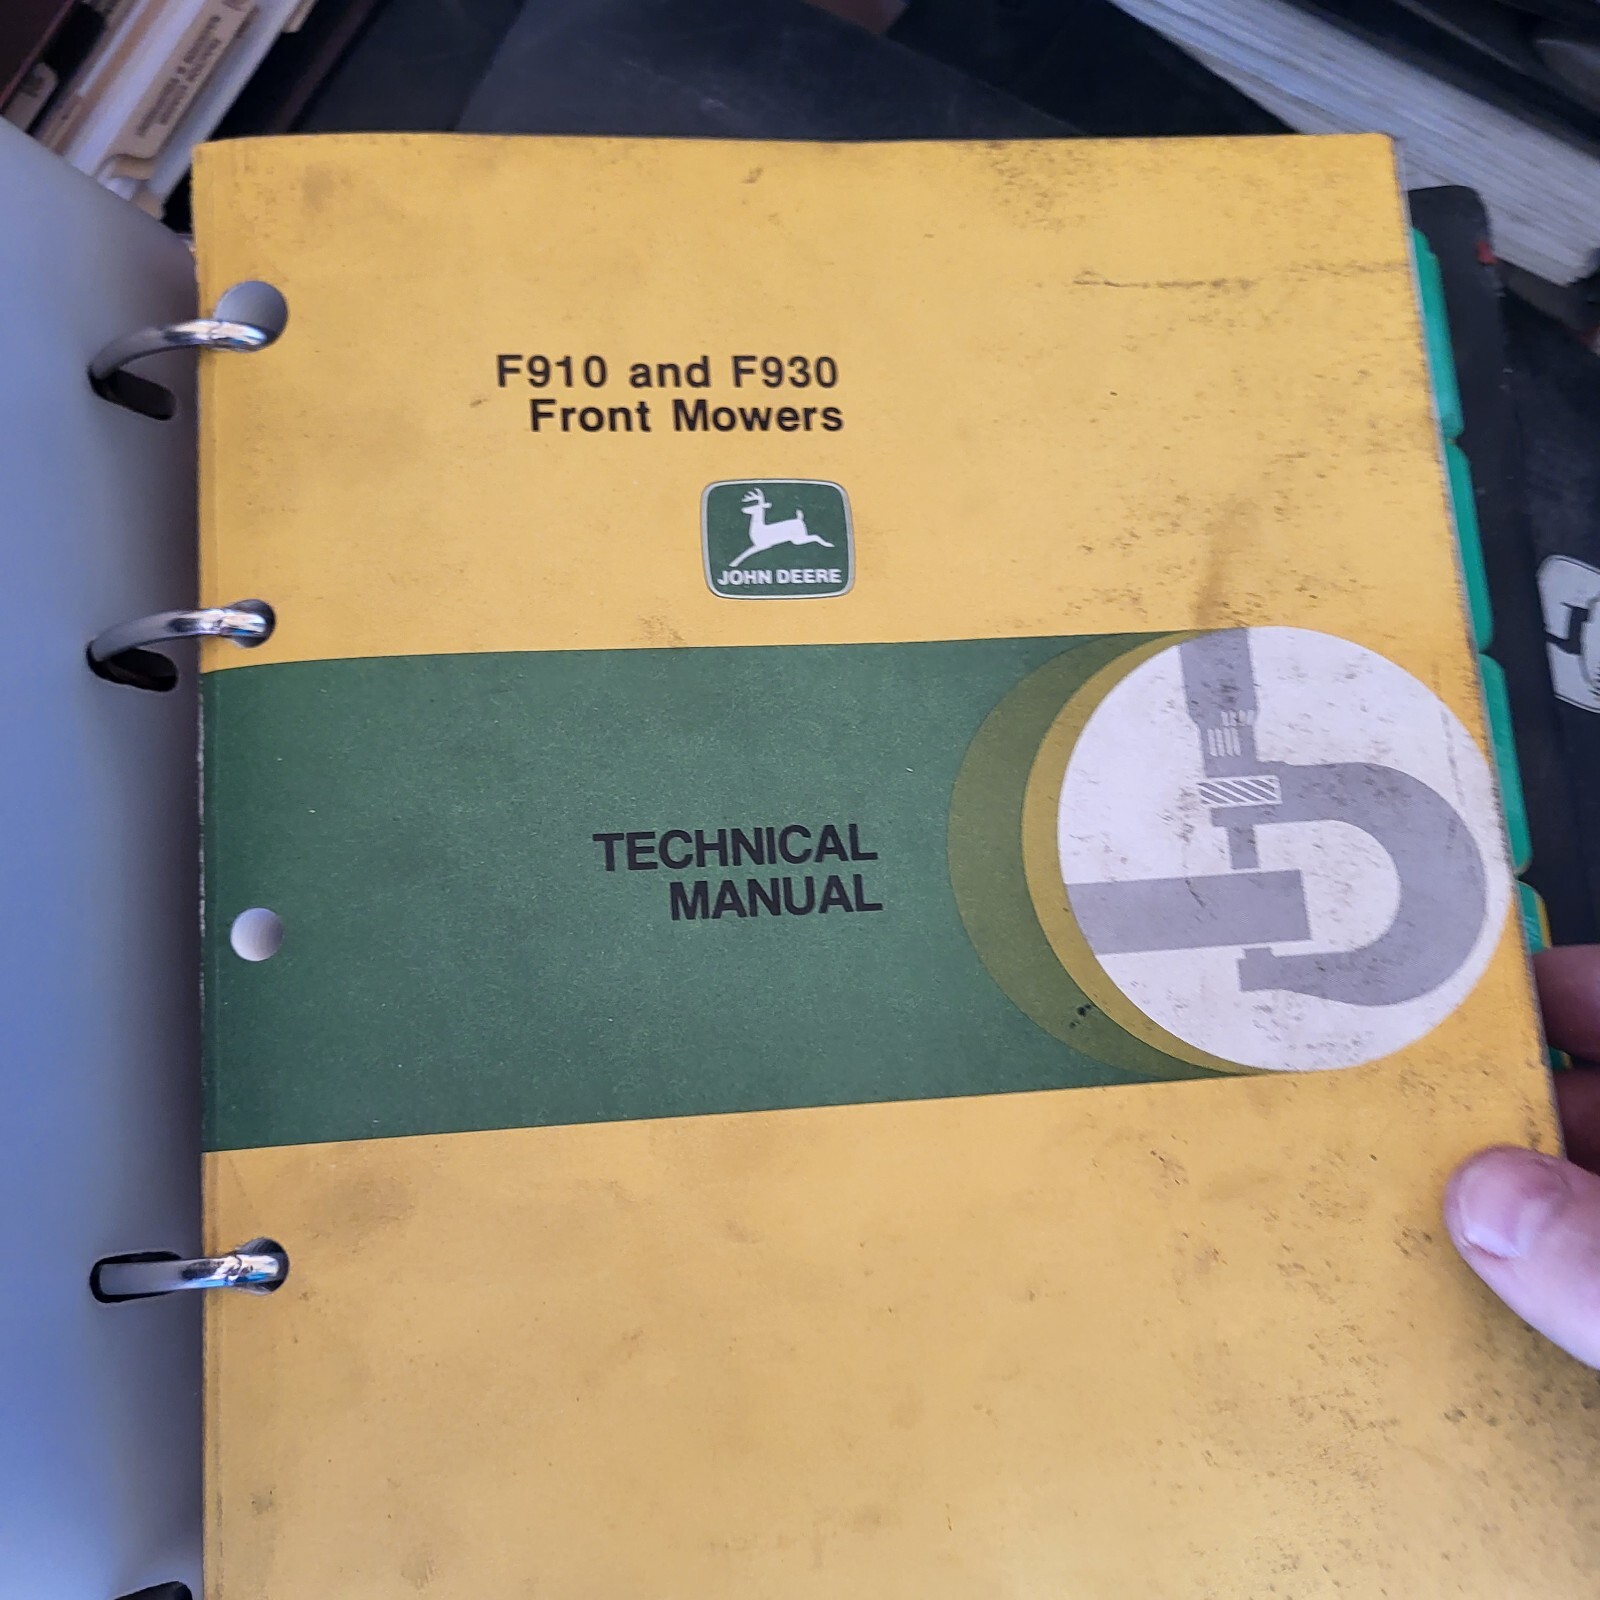 F910 and F930
Front Mowers
JOHN DEERE
TECHNICAL
MANUAL